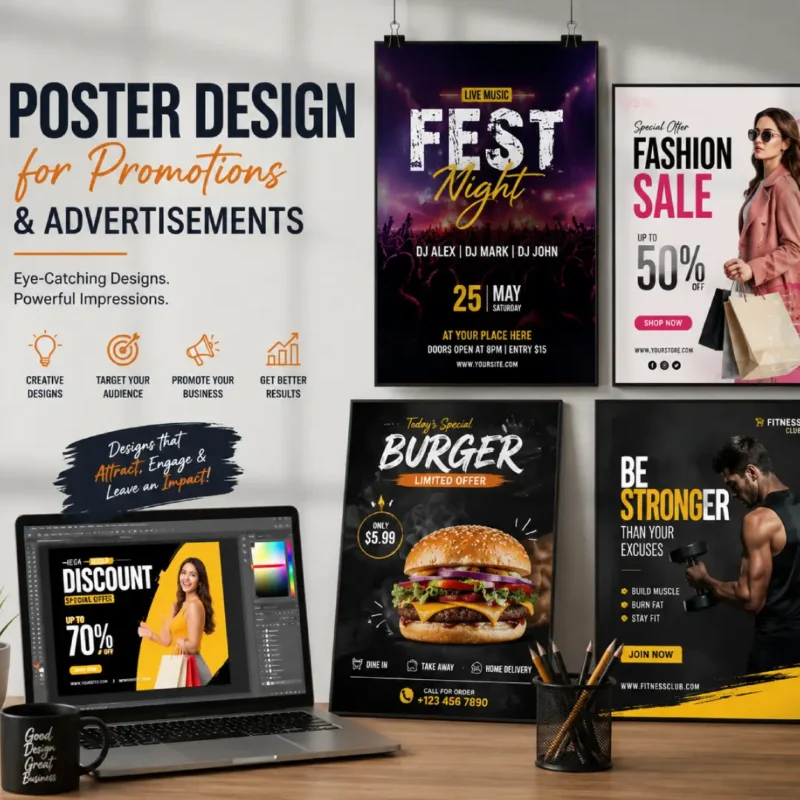 POSTER DESIGN
for Promotions
& ADVERTISEMENTS
Eye-Catching Designs.
Powerful Impressions.
CREATIVE
DESIGNS
TARGET YOUR
AUDIENCE
PROMOTE YOUR
BUSINESS
GET BETTER
RESULTS
Designs that
Attract, Engage &
Leave an Impact!
LIVE MUSIC
FEST
Night
DJ ALEX | DJ MARK | DJ JOHN
25 | MAY
SATURDAY
AT YOUR PLACE HERE
DOORS OPEN AT 8PM | ENTRY $15
WWW.YOURSITE.COM
Special Offer
FASHION
SALE
UP TO
50%
OFF
SHOP NOW
WWW.YOURSTORE.COM
DISCOUNT
SPECIAL OFFER
UP TO
70%
OFF
Today's Special
BURGER
LIMITED OFFER
ONLY
$5.99
DINE IN
TAKE AWAY
HOME DELIVERY
CALL FOR ORDER
+123 456 7890
FITNESS
CLUB
BE
STRONGER
THAN YOUR
EXCUSES
BUILD MUSCLE
BURN FAT
STAY FIT
JOIN NOW
WWW.FITNESSCLUB.COM
Good
Design
Great
Business